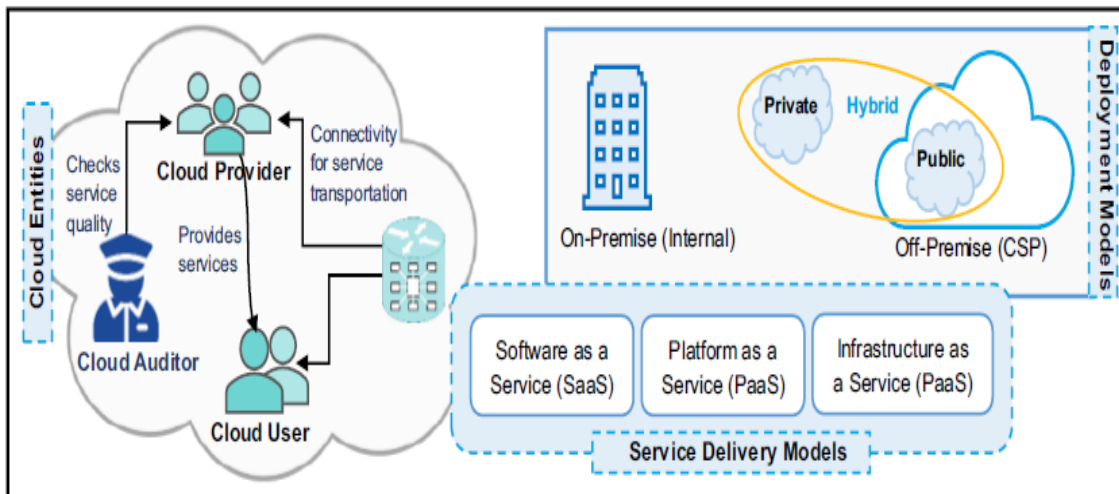 Cloud Entities
Cloud Provider
Checks
service
quality
Connectivity
for service
transportation
Provides
services
Cloud Auditor
Cloud User
Deployment Models
Private
Hybrid
Public
On-Premise (Internal)
Off-Premise (CSP)
Software as a
Service (SaaS)
Platform as a
Service (PaaS)
Infrastructure as
a Service (PaaS)
Service Delivery Models